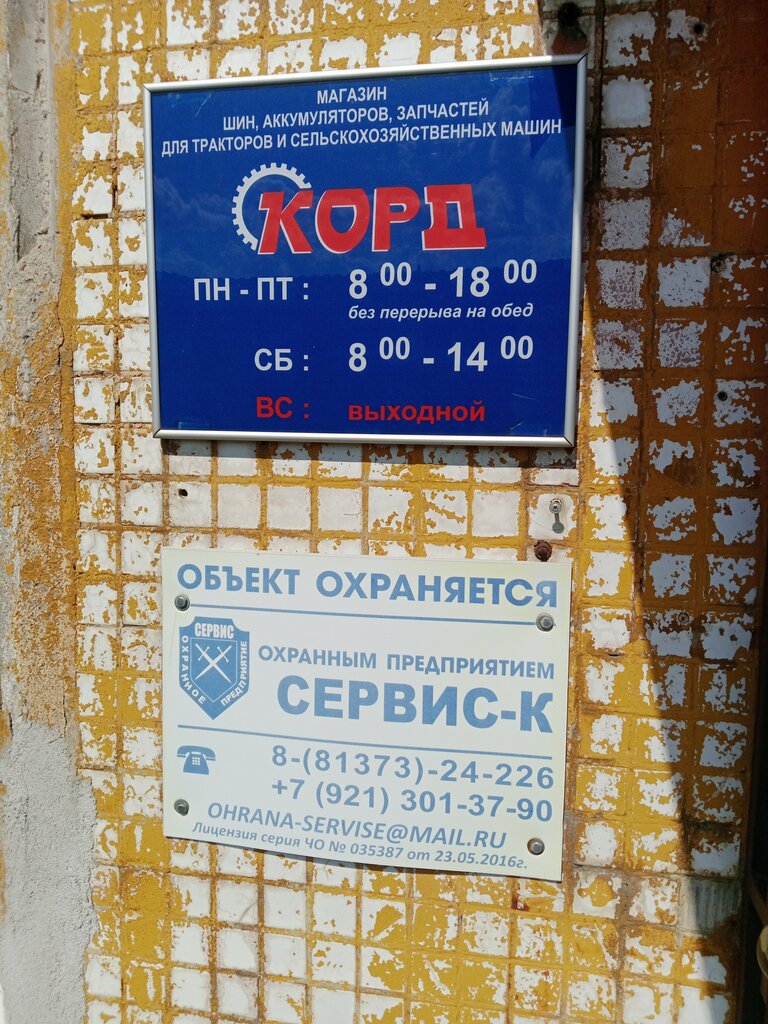 МАГАЗИН
ШИН, АККУМУЛЯТОРОВ, ЗАПЧАСТЕЙ
ДЛЯ ТРАКТОРОВ И СЕЛЬСКОХОЗЯЙСТВЕННЫХ МАШИН
КОРД
ПН - ПТ : 8 00 - 18 00
без перерыва на обед
СБ : 8 00 - 14 00
ВС : ВЫХОДНОЙ
ОБЪЕКТ ОХРАНЯЕТСЯ
СЕРВИС
ОХРАННОЕ ПРЕДПРИЯТИЕ
ОХРАННЫМ ПРЕДПРИЯТИЕМ
СЕРВИС-К
8-(81373)-24-226
+7 (921) 301-37-90
OHRANA-SERVISE@MAIL.RU
Лицензия серия ЧО № 035387 от 23.05.2016г.